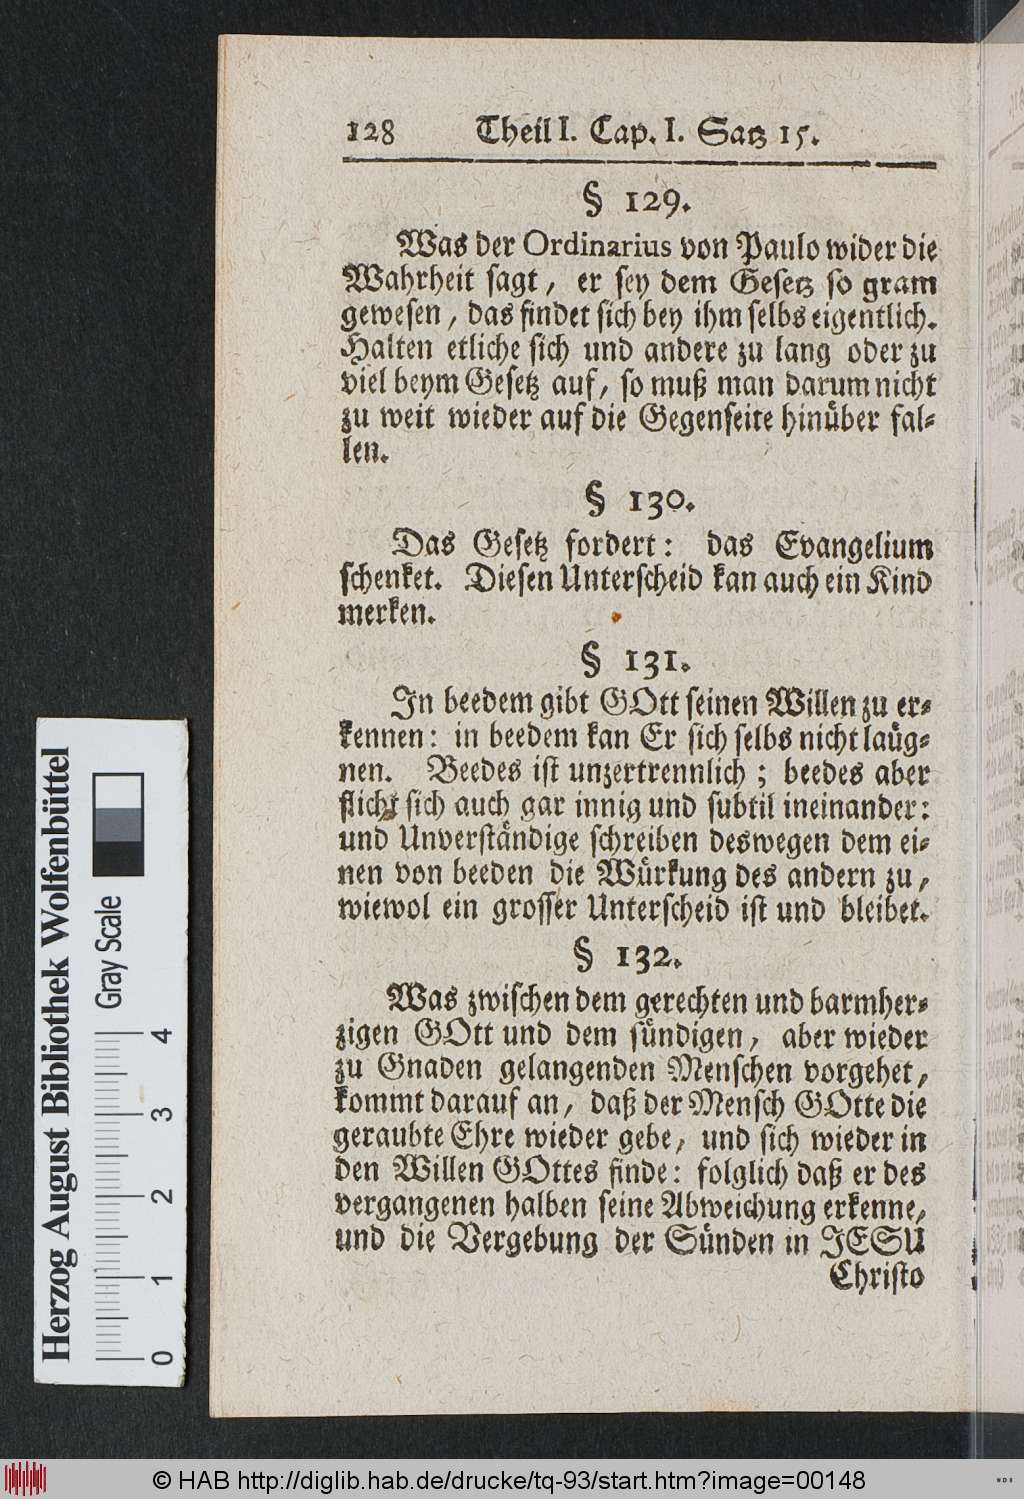 128 Theil I. Cap. I. Satz 15.
§ 129.
Was der Ordinarius von Paulo wider die
Wahrheit sagt, er sey dem Gesetz so gram
gewesen, das findet sich bey ihm selbs eigentlich.
Halten etliche sich und andere zu lang oder zu
viel beym Gesetz auf, so muß man darum nicht
zu weit wieder auf die Gegenseite hinüber fal-
len.
§ 130.
Das Gesetz fordert: das Evangelium
schenket. Diesen Unterscheid kan auch ein Kind
merken.
§ 131.
In beedem gibt GOtt seinen Willen zu er-
kennen: in beedem kan Er sich selbs nicht laüg-
nen. Beedes ist unzertrennlich; beedes aber
flicht sich auch gar innig und subtil ineinander:
und Unverständige schreiben deswegen dem ei-
nen von beeden die Würkung des andern zu,
wiewol ein grosser Unterscheid ist und bleibet.
§ 132.
Was zwischen dem gerechten und barmher-
zigen GOtt und dem sündigen, aber wieder
zu Gnaden gelangenden Menschen vorgehet,
kommt darauf an, daß der Mensch GOtte die
geraubte Ehre wieder gebe, und sich wieder in
den Willen GOttes finde: folglich daß er des
vergangenen halben seine Abweichung erkenne,
und die Vergebung der Sünden in JESU
Christo
Herzog August Bibliothek Wolfenbüttel
Gray Scale
0 1 2 3 4
© HAB http://diglib.hab.de/drucke/tq-93/start.htm?image=00148